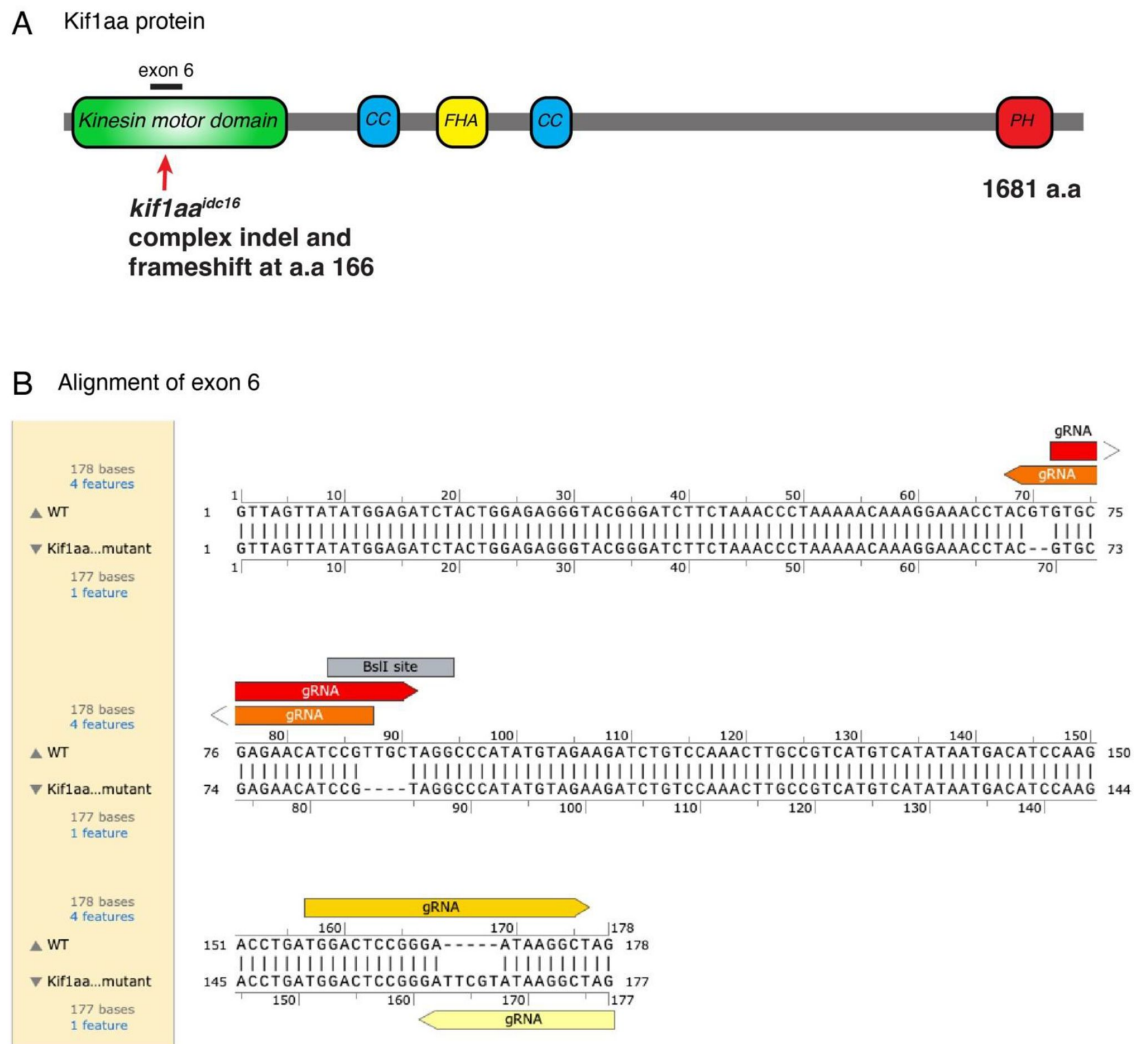 A Kif1aa protein
exon 6
Kinesin motor domain CC FHA CC PH
kif1aaidc16
complex indel and
frameshift at a.a 166
1681 a.a
B Alignment of exon 6
gRNA
gRNA
178 bases
4 features
1 10 20 30 40 50 60 70
WT 1 GTTAGTTATATGGAGATCTACTGGAGAGGGTACGGGATCTTCTAAACCCTAAAAACAAAGGAAACCTACGTGTGC 75
Kif1aa...mutant 1 GTTAGTTATATGGAGATCTACTGGAGAGGGTACGGGATCTTCTAAACCCTAAAAACAAAGGAAACCTAC--GTGC 73
1 10 20 30 40 50 60 70
177 bases
1 feature
BslI site
gRNA
gRNA
178 bases
4 features
80 90 100 110 120 130 140 150
WT 76 GAGAACATCCGTTGCTAGGCCCATATGTAGAAGATCTGTCCAAACTTGCCGTCATGTCATATAATGACATCCAAG 150
Kif1aa...mutant 74 GAGAACATCCG----TAGGCCCATATGTAGAAGATCTGTCCAAACTTGCCGTCATGTCATATAATGACATCCAAG 144
80 90 100 110 120 130 140
177 bases
1 feature
gRNA
178 bases
4 features
160 170 178
WT 151 ACCTGATGGACTCCGGGA-----ATAAGGCTAG 178
Kif1aa...mutant 145 ACCTGATGGACTCCGGGATTCGTATAAGGCTAG 177
150 160 170 177
177 bases
1 feature
gRNA